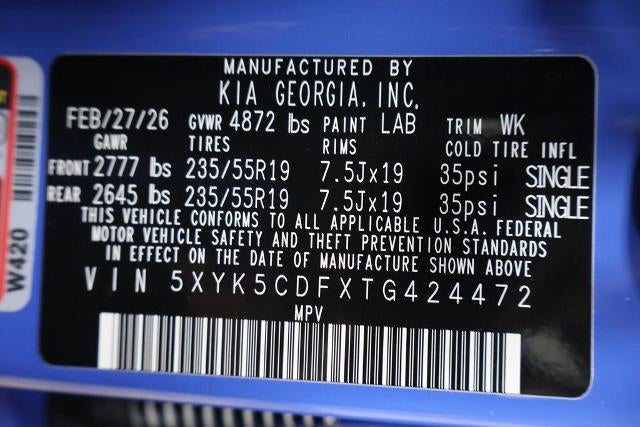 MANUFACTURED BY
KIA GEORGIA, INC.
FEB/27/26 GVWR 4872 lbs PAINT LAB TRIM WK
GAWR TIRES RIMS COLD TIRE INFL
FRONT 2777 lbs 235/55R19 7.5Jx19 35psi SINGLE
REAR 2645 lbs 235/55R19 7.5Jx19 35psi SINGLE
THIS VEHICLE CONFORMS TO ALL APPLICABLE U.S.A. FEDERAL
MOTOR VEHICLE SAFETY AND THEFT PREVENTION STANDARDS
IN EFFECT ON THE DATE OF MANUFACTURE SHOWN ABOVE
VIN 5XYK5CDFXTG424472
MPV
W420